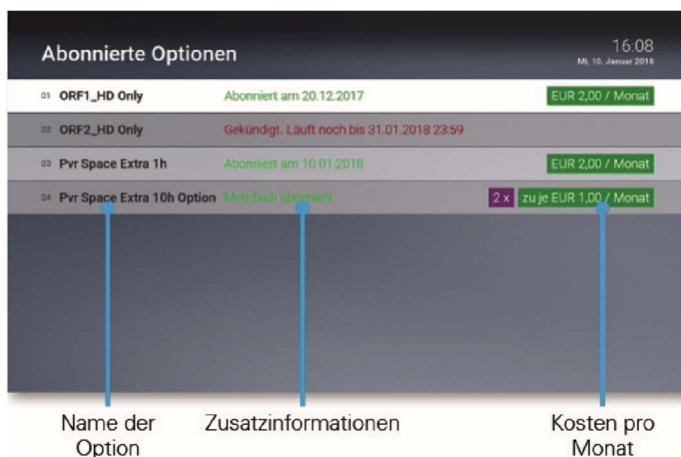 Abonnierte Optionen
16:08
Mi, 10. Januar 2018
01 ORF1_HD Only Abonniert am 20.12.2017 EUR 2,00 / Monat
02 ORF2_HD Only Gekündigt. Läuft noch bis 31.01.2018 23:59
03 Pvr Space Extra 1h Abonniert am 10.01.2018 EUR 2,00 / Monat
04 Pvr Space Extra 10h Option Mehrfach abonniert 2 x zu je EUR 1,00 / Monat
Name der Option
Zusatzinformationen
Kosten pro Monat